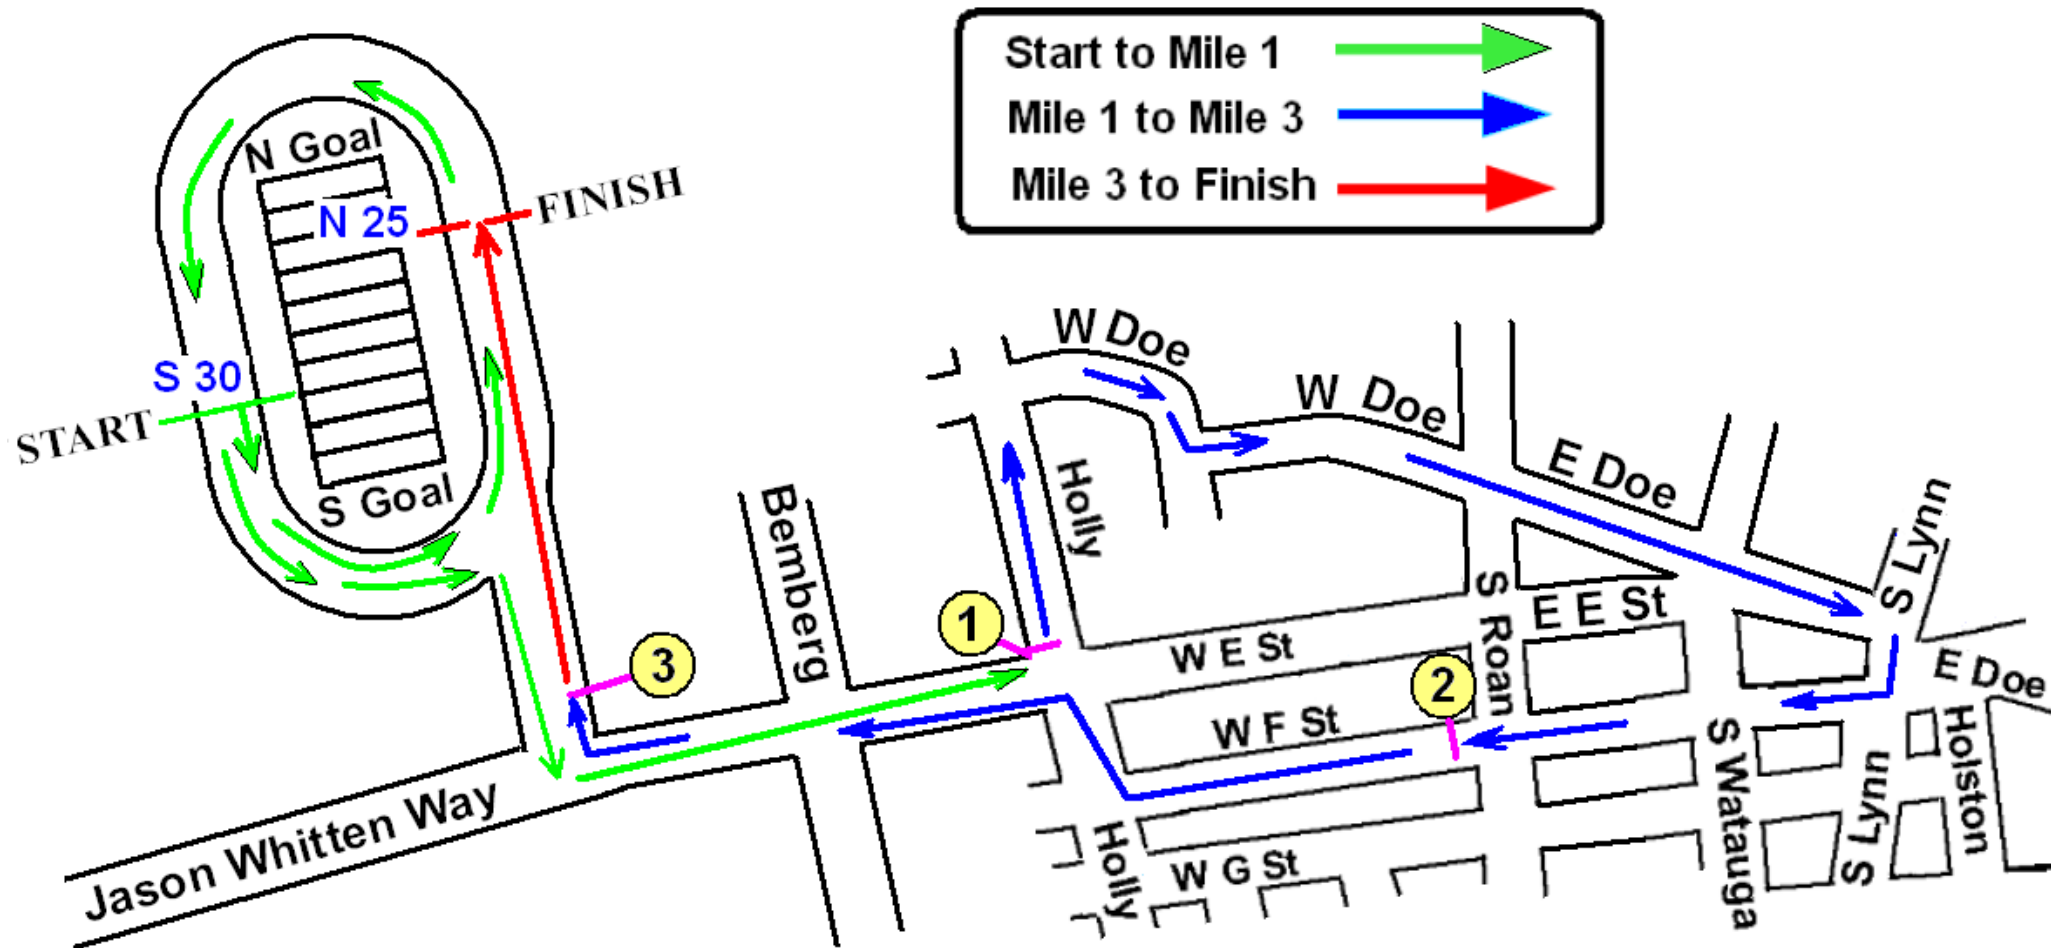 Start to Mile 1
Mile 1 to Mile 3
Mile 3 to Finish
N Goal
N 25
FINISH
S 30
START
S Goal
W Doe
W Doe
E Doe
S Lynn
Bemberg
Holly
1
3
2
W E St
S Roan
E E St
E Doe
W F St
S Watauga
S Lynn
Holston
Jason Whitten Way
Holly
W G St